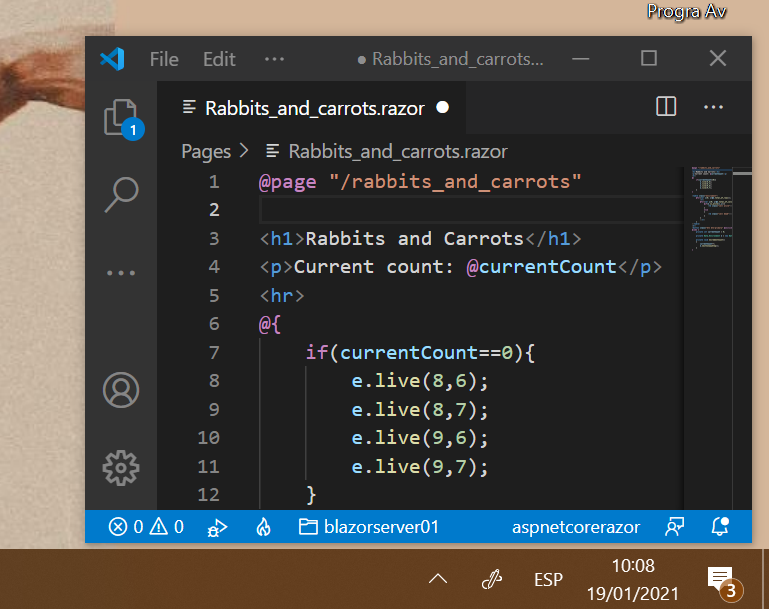 Progra Av
File Edit ··· ● Rabbits_and_carrots...
Rabbits_and_carrots.razor ●
1
Pages > Rabbits_and_carrots.razor
1 @page "/rabbits_and_carrots"
2
3 <h1>Rabbits and Carrots</h1>
4 <p>Current count: @currentCount</p>
5 <hr>
6 @{
7 if(currentCount==0){
8 e.live(8,6);
9 e.live(8,7);
10 e.live(9,6);
11 e.live(9,7);
12 }
0 0 blazorserver01 aspnetcorerazor
ESP
10:08
19/01/2021
3